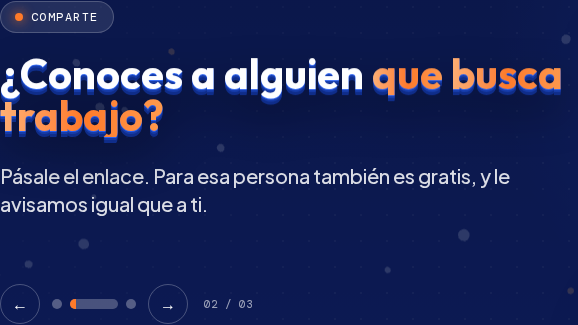 COMPARTE
¿Conoces a alguien que busca
trabajo?
Pásale el enlace. Para esa persona también es gratis, y le
avisamos igual que a ti.
← → 02 / 03